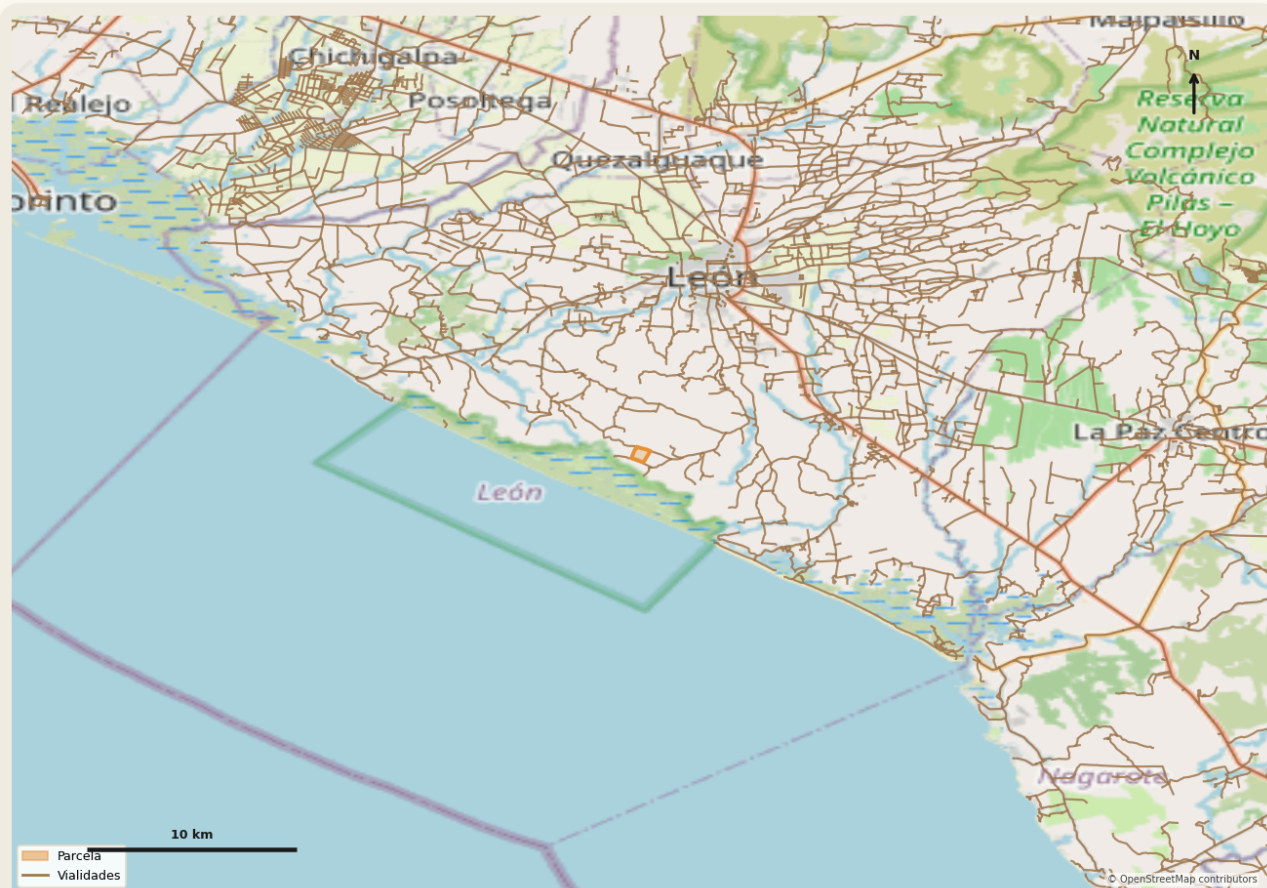 Malpaisillo
N
Chichigalpa
l Realejo
Posoltega
Reserva
Natural
Complejo
Volcánico
Pilas –
El Hoyo
Quezalguaque
orinto
León
La Paz Centro
León
Nagarote
10 km
Parcela
Vialidades
© OpenStreetMap contributors